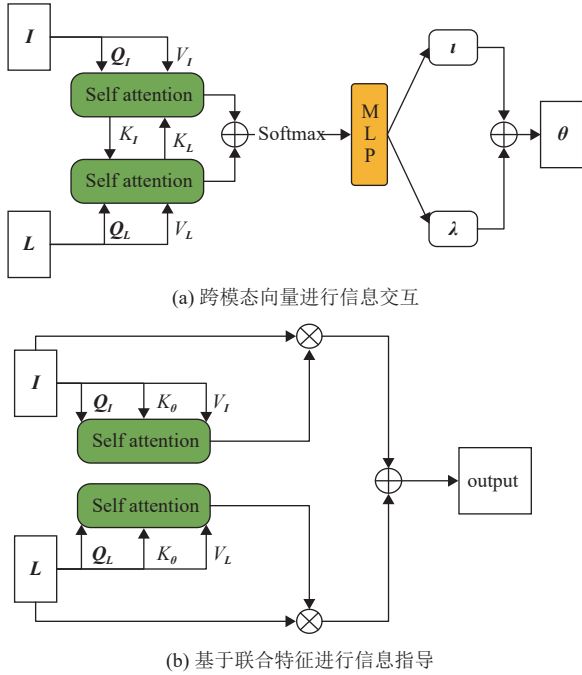 I
Q_I V_I
Self attention
K_I K_L
Softmax
Self attention
L
Q_L V_L
MLP
ι
λ
θ
(a) 跨模态向量进行信息交互
I
Q_I K_θ V_I
Self attention
Self attention
L
Q_L K_θ V_L
output
(b) 基于联合特征进行信息指导